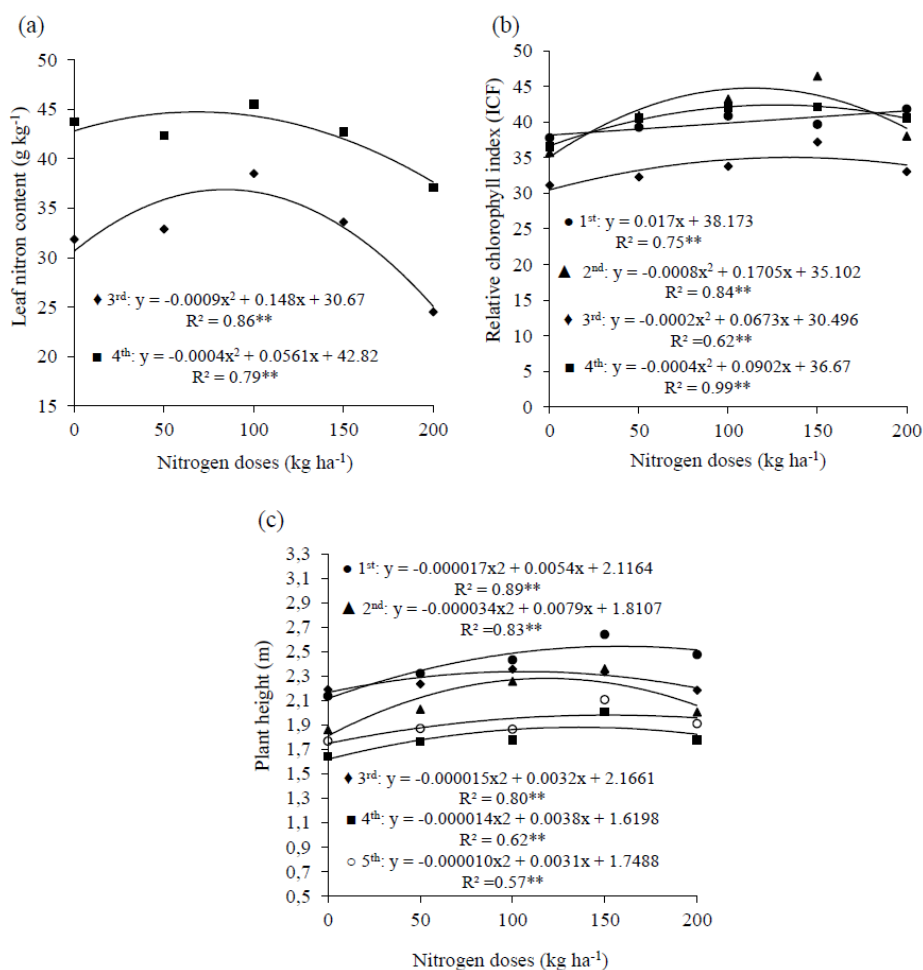 (a)
Leaf nitron content (g kg⁻¹)
50
45
40
35
30
25
20
15
3ʳᵈ: y = -0.0009x² + 0.148x + 30.67
R² = 0.86**
4ᵗʰ: y = -0.0004x² + 0.0561x + 42.82
R² = 0.79**
0 50 100 150 200
Nitrogen doses (kg ha⁻¹)
(b)
Relative chlorophyll index (ICF)
50
45
40
35
30
25
20
15
10
5
0
1ˢᵗ: y = 0.017x + 38.173
R² = 0.75**
2ⁿᵈ: y = -0.0008x² + 0.1705x + 35.102
R² = 0.84**
3ʳᵈ: y = -0.0002x² + 0.0673x + 30.496
R² =0.62**
4ᵗʰ: y = -0.0004x² + 0.0902x + 36.67
R² = 0.99**
0 50 100 150 200
Nitrogen doses (kg ha⁻¹)
(c)
Plant height (m)
3,3
3,1
2,9
2,7
2,5
2,3
2,1
1,9
1,7
1,5
1,3
1,1
0,9
0,7
0,5
1ˢᵗ: y = -0.000017x2 + 0.0054x + 2.1164
R² = 0.89**
2ⁿᵈ: y = -0.000034x2 + 0.0079x + 1.8107
R² =0.83**
3ʳᵈ: y = -0.000015x2 + 0.0032x + 2.1661
R² = 0.80**
4ᵗʰ: y = -0.000014x2 + 0.0038x + 1.6198
R² = 0.62**
5ᵗʰ: y = -0.000010x2 + 0.0031x + 1.7488
R² =0.57**
0 50 100 150 200
Nitrogen doses (kg ha⁻¹)